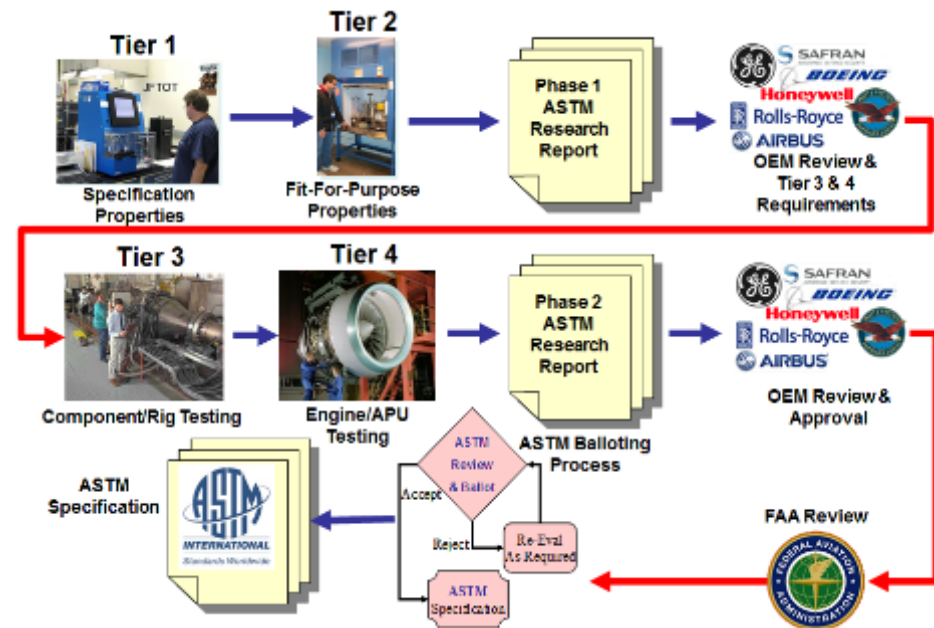 Tier 1
Tier 2
JFTOT
Specification
Properties
Fit-For-Purpose
Properties
Phase 1
ASTM
Research
Report
GE
SAFRAN
BOEING
Honeywell
Rolls-Royce
AIRBUS
OEM Review &
Tier 3 & 4
Requirements
Tier 3
Tier 4
Component/Rig Testing
Engine/APU
Testing
Phase 2
ASTM
Research
Report
GE
SAFRAN
BOEING
Honeywell
Rolls-Royce
AIRBUS
OEM Review &
Approval
ASTM Balloting
Process
ASTM
Review
& Ballot
Accept
Reject
Re-Eval
As Required
ASTM
Specification
ASTM
Specification
ASTM
INTERNATIONAL
Standards Worldwide
FAA Review
FEDERAL AVIATION
ADMINISTRATION